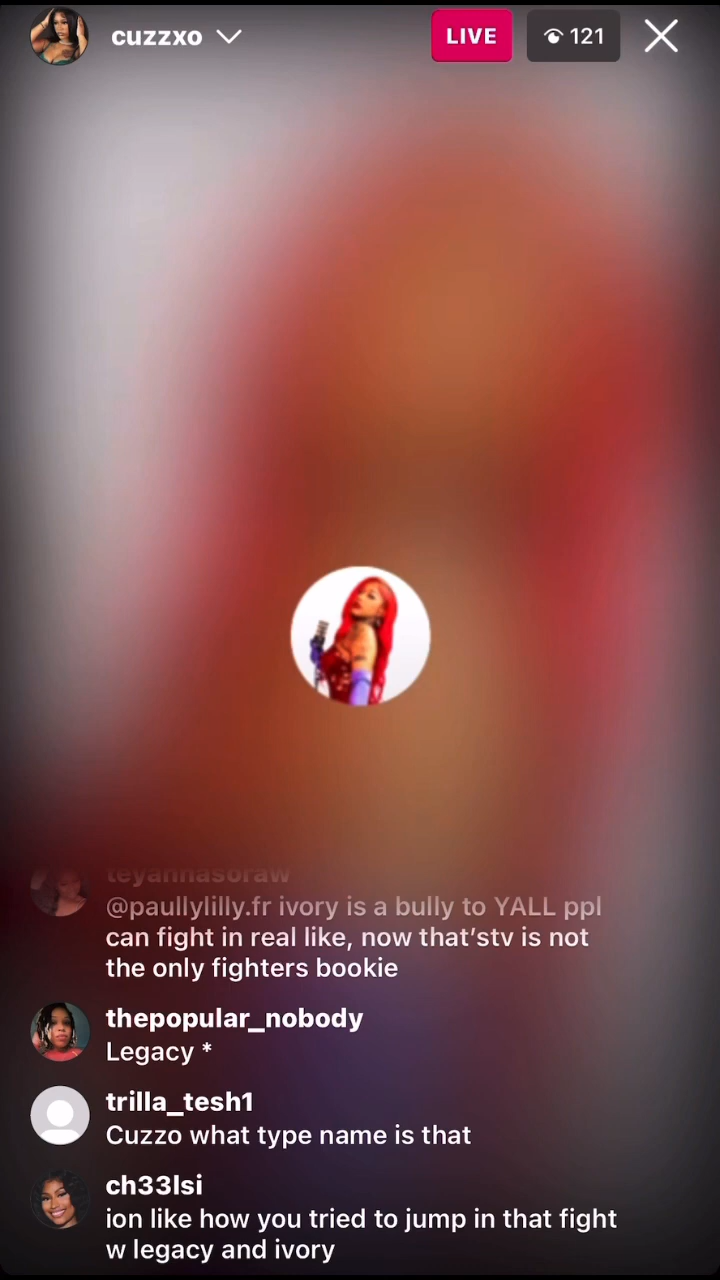 cuzzxo
LIVE
121
teyannasoraw
@paullylilly.fr ivory is a bully to YALL ppl
can fight in real like, now that’stv is not
the only fighters bookie
thepopular_nobody
Legacy *
trilla_tesh1
Cuzzo what type name is that
ch33lsi
ion like how you tried to jump in that fight
w legacy and ivory